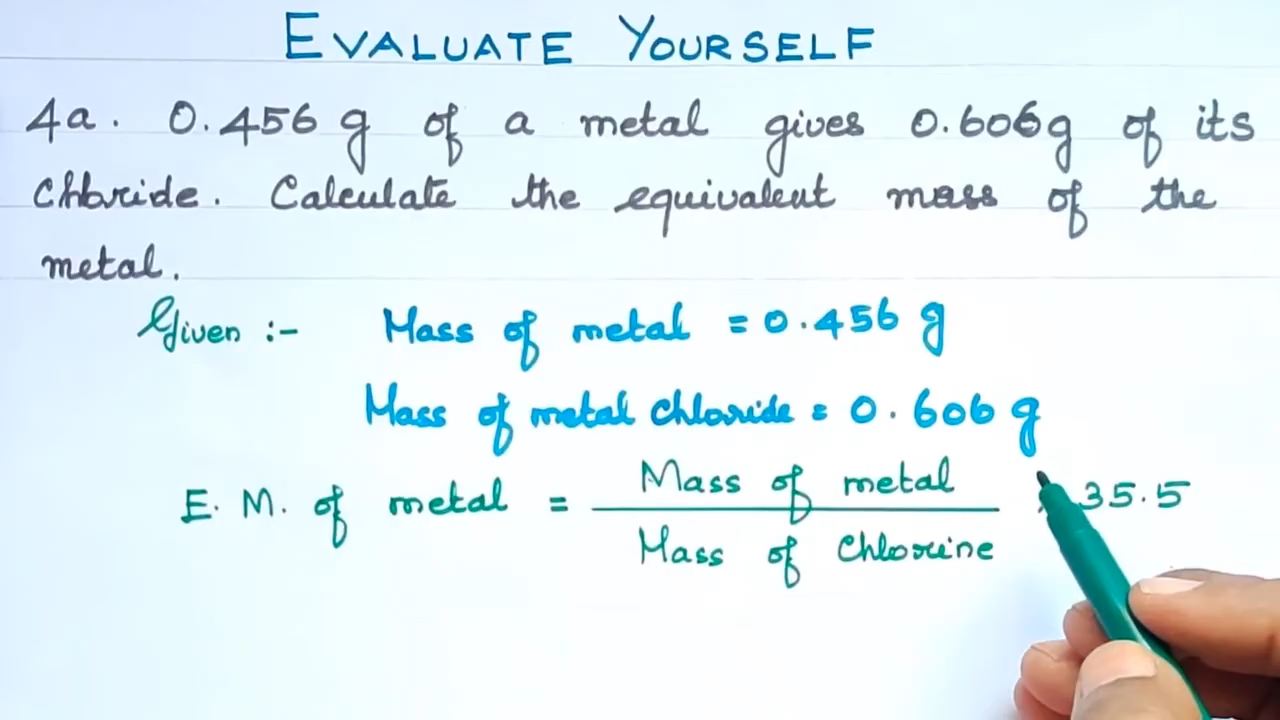 EVALUATE YOURSELF
4a. 0.456 g of a metal gives 0.606g of its
chloride. Calculate the equivalent mass of the
metal.
Given :- Mass of metal = 0.456 g
Mass of metal chloride = 0.606 g
E. M. of metal = Mass of metal
Mass of chlorine
35.5